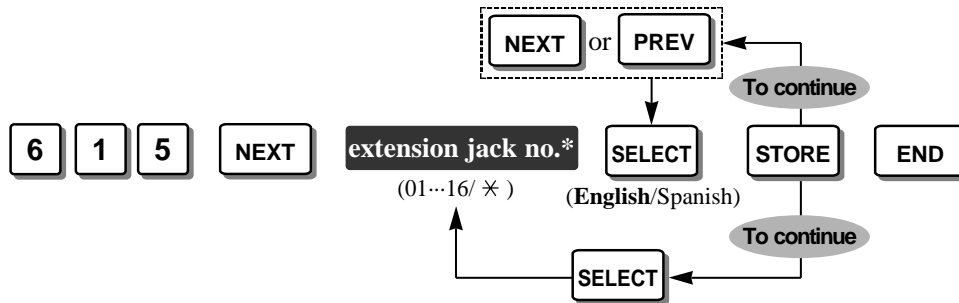 NEXT or PREV
To continue
6 1 5 NEXT extension jack no.* SELECT STORE END
(01···16/ ✳ ) (English/Spanish)
To continue
SELECT